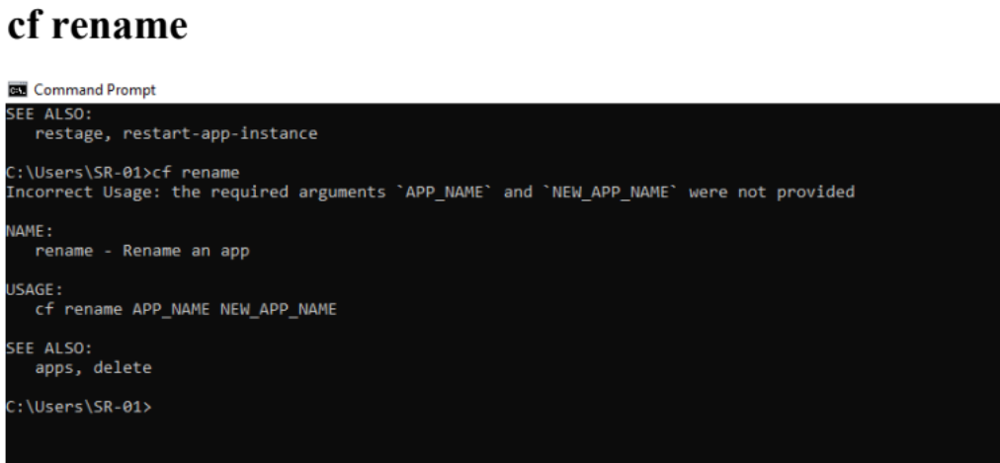 cf rename
Command Prompt
SEE ALSO:
   restage, restart-app-instance
C:\Users\SR-01>cf rename
Incorrect Usage: the required arguments `APP_NAME` and `NEW_APP_NAME` were not provided
NAME:
   rename - Rename an app
USAGE:
   cf rename APP_NAME NEW_APP_NAME
SEE ALSO:
   apps, delete
C:\Users\SR-01>